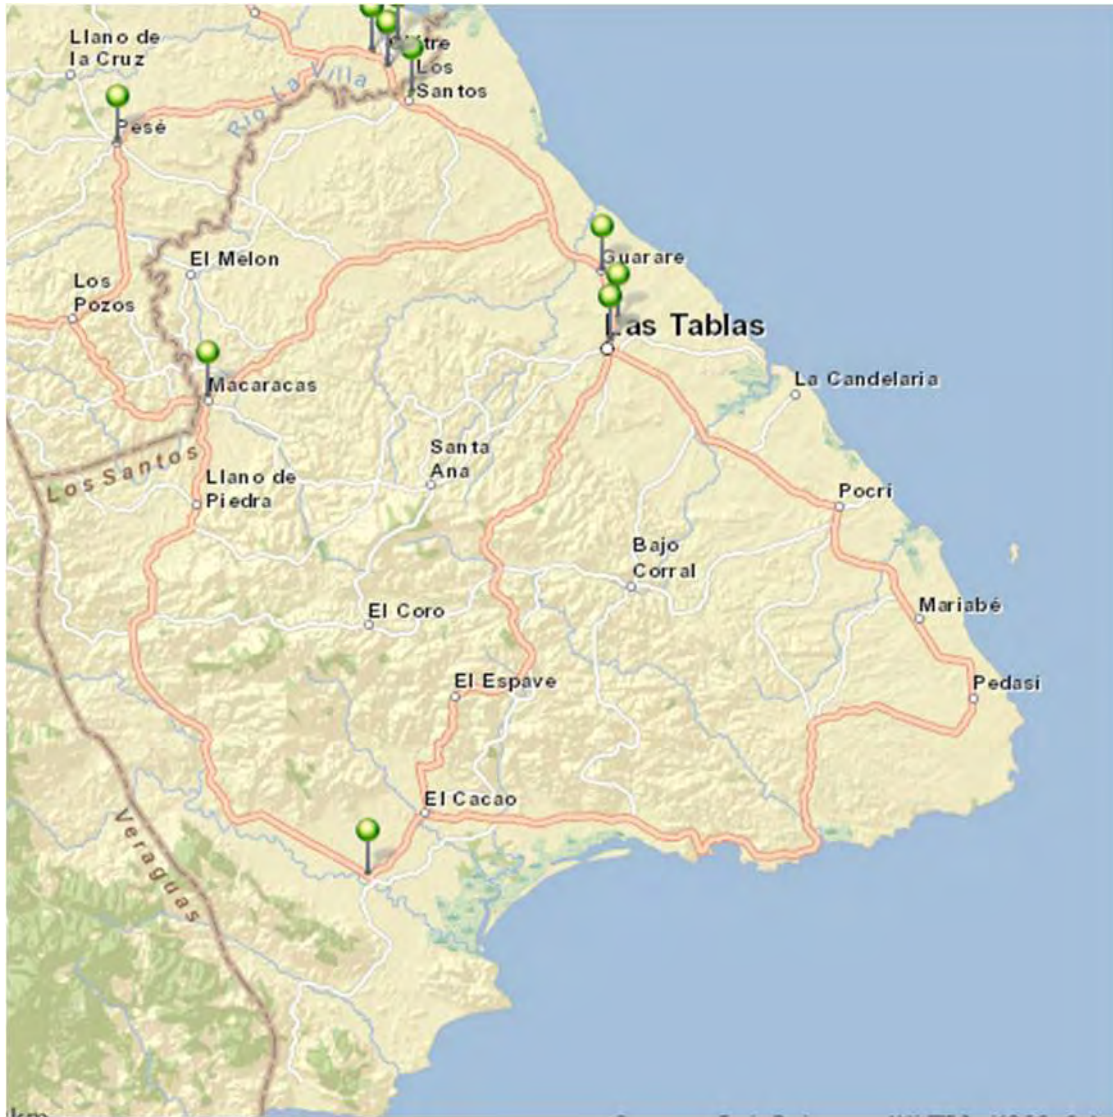 Llano de
la Cruz
Los
Santos
Rio La Villa
Pesé
El Melon
Guarare
Los
Pozos
Las Tablas
Macaracas
La Candelaria
Santa
Ana
Los Santos
Llano de
Piedra
Pocrí
Bajo
Corral
El Coro
Mariabé
El Espave
Pedasí
El Cacao
Veraguas
km